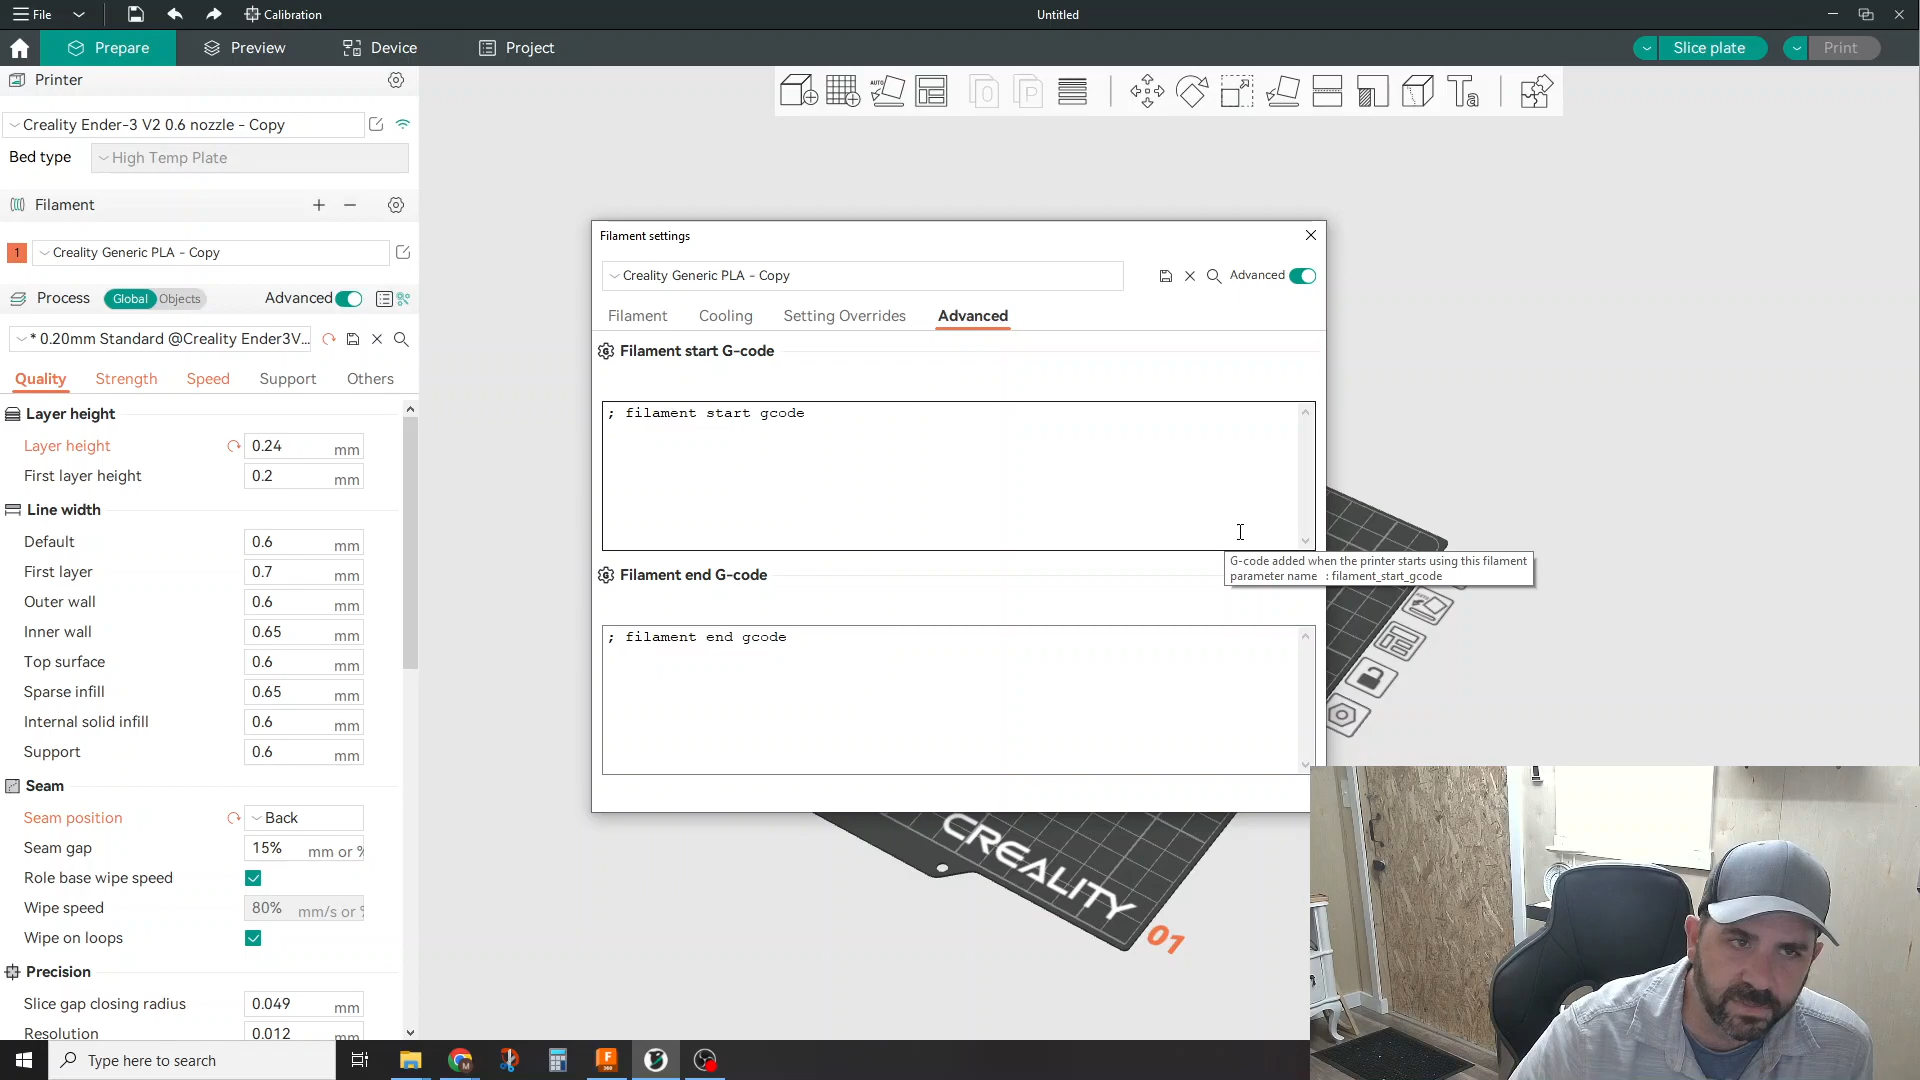 File
Calibration
Untitled
Prepare
Preview
Device
Project
Slice plate
Print
Printer
Creality Ender-3 V2 0.6 nozzle - Copy
Bed type
High Temp Plate
Filament
1
Creality Generic PLA - Copy
Process
Global
Objects
Advanced
* 0.20mm Standard @Creality Ender3V...
Quality
Strength
Speed
Support
Others
Layer height
Layer height
0.24
mm
First layer height
0.2
mm
Line width
Default
0.6
mm
First layer
0.7
mm
Outer wall
0.6
mm
Inner wall
0.65
mm
Top surface
0.6
mm
Sparse infill
0.65
mm
Internal solid infill
0.6
mm
Support
0.6
mm
Seam
Seam position
Back
Seam gap
15%
mm or %
Role base wipe speed
Wipe speed
80%
mm/s or %
Wipe on loops
Precision
Slice gap closing radius
0.049
mm
Resolution
0.012
mm
AUTO
O
P
Ta
Filament settings
Creality Generic PLA - Copy
Advanced
Filament
Cooling
Setting Overrides
Advanced
Filament start G-code
; filament start gcode
G-code added when the printer starts using this filament
parameter name : filament_start_gcode
Filament end G-code
; filament end gcode
CREALITY
01
Type here to search